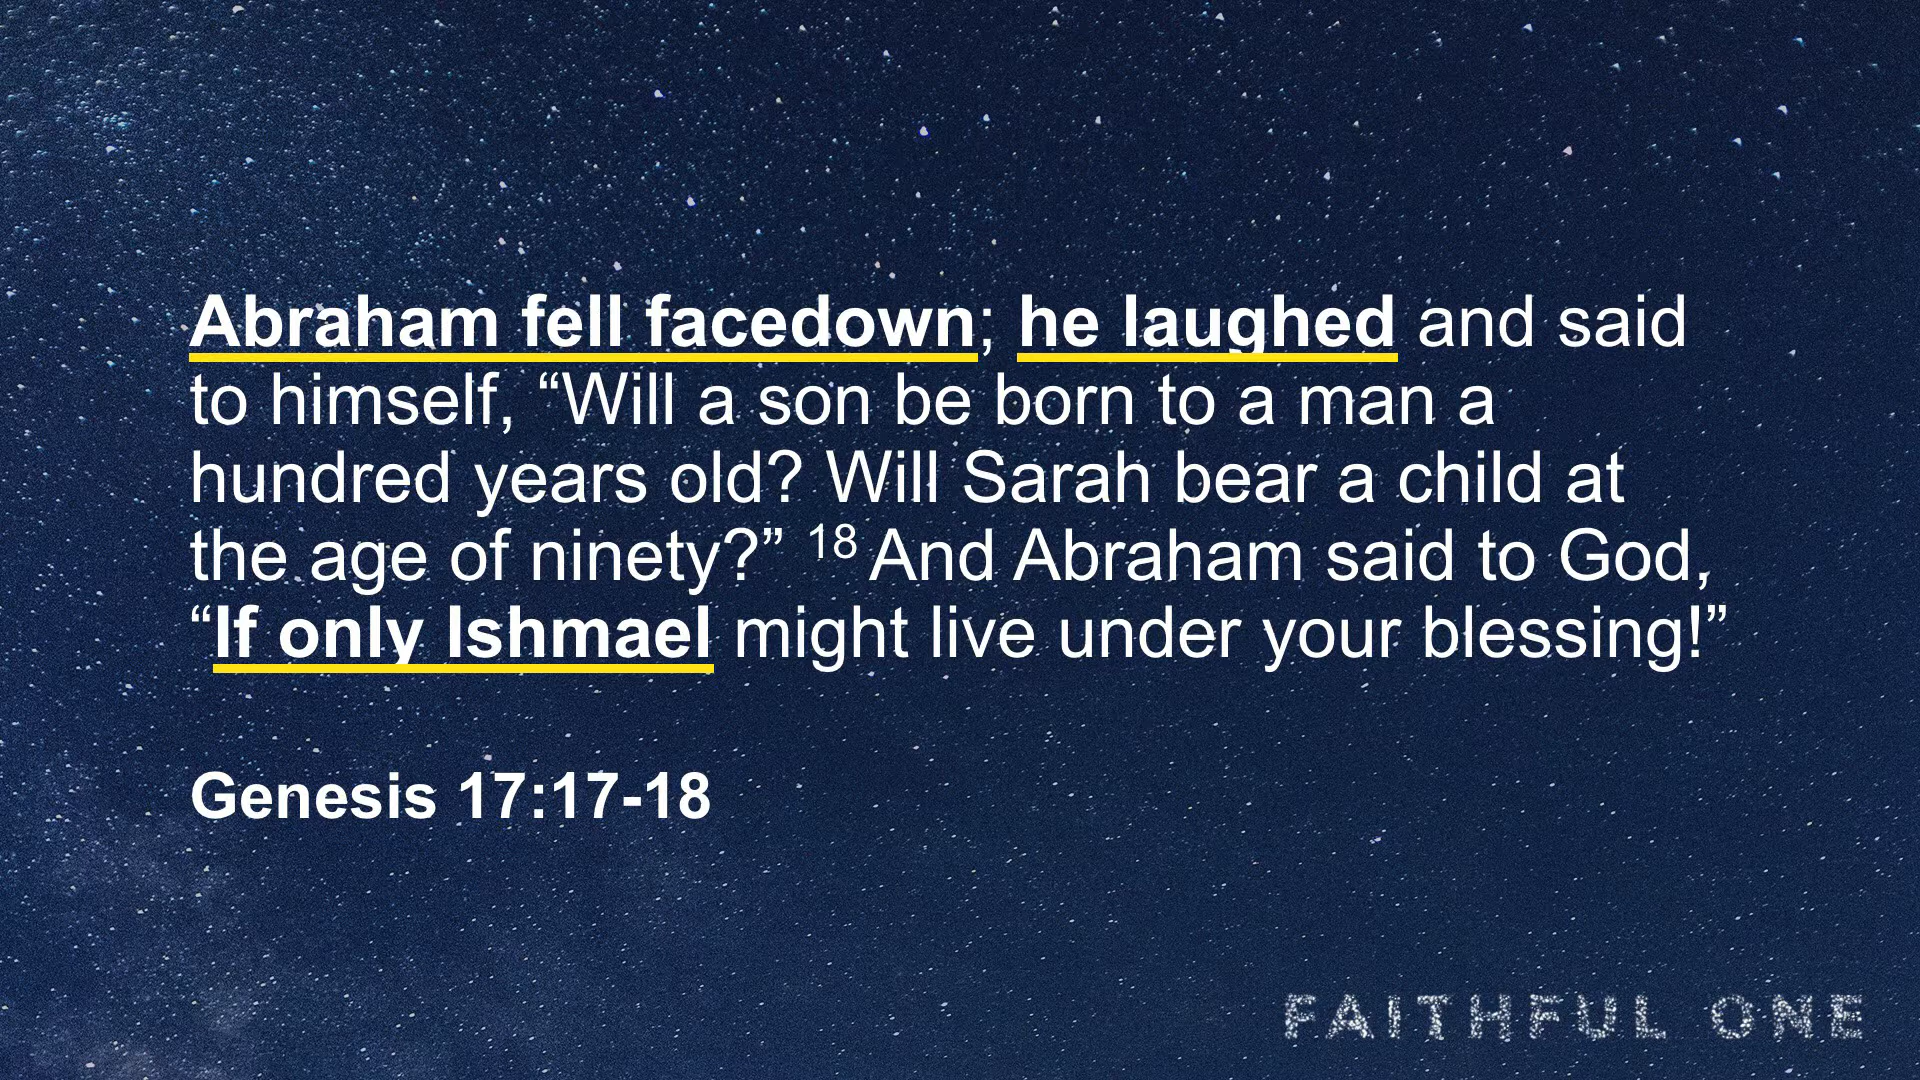 Abraham fell facedown; he laughed and said
to himself, “Will a son be born to a man a
hundred years old? Will Sarah bear a child at
the age of ninety?” 18 And Abraham said to God,
“If only Ishmael might live under your blessing!”
Genesis 17:17-18
FAITHFUL ONE